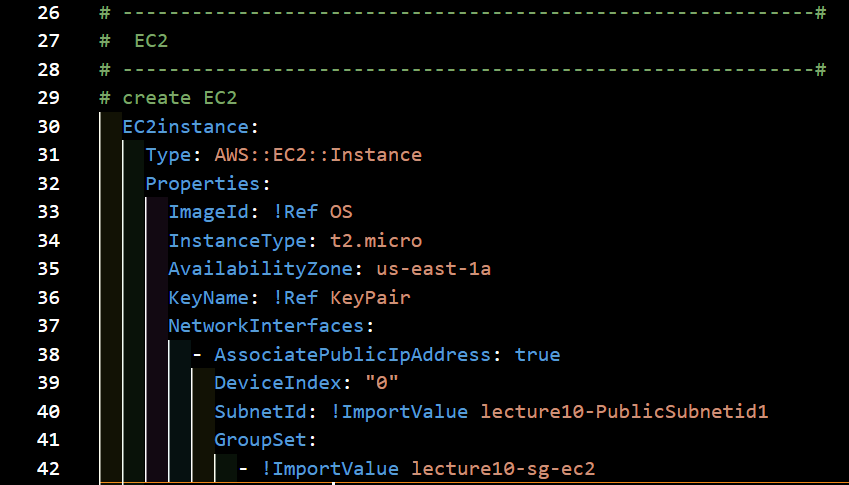 26 # ------------------------------------------------------------#
27 #  EC2
28 # ------------------------------------------------------------#
29 # create EC2
30   EC2instance:
31     Type: AWS::EC2::Instance
32     Properties:
33       ImageId: !Ref OS
34       InstanceType: t2.micro
35       AvailabilityZone: us-east-1a
36       KeyName: !Ref KeyPair
37       NetworkInterfaces:
38         - AssociatePublicIpAddress: true
39           DeviceIndex: "0"
40           SubnetId: !ImportValue lecture10-PublicSubnetid1
41           GroupSet:
42             - !ImportValue lecture10-sg-ec2